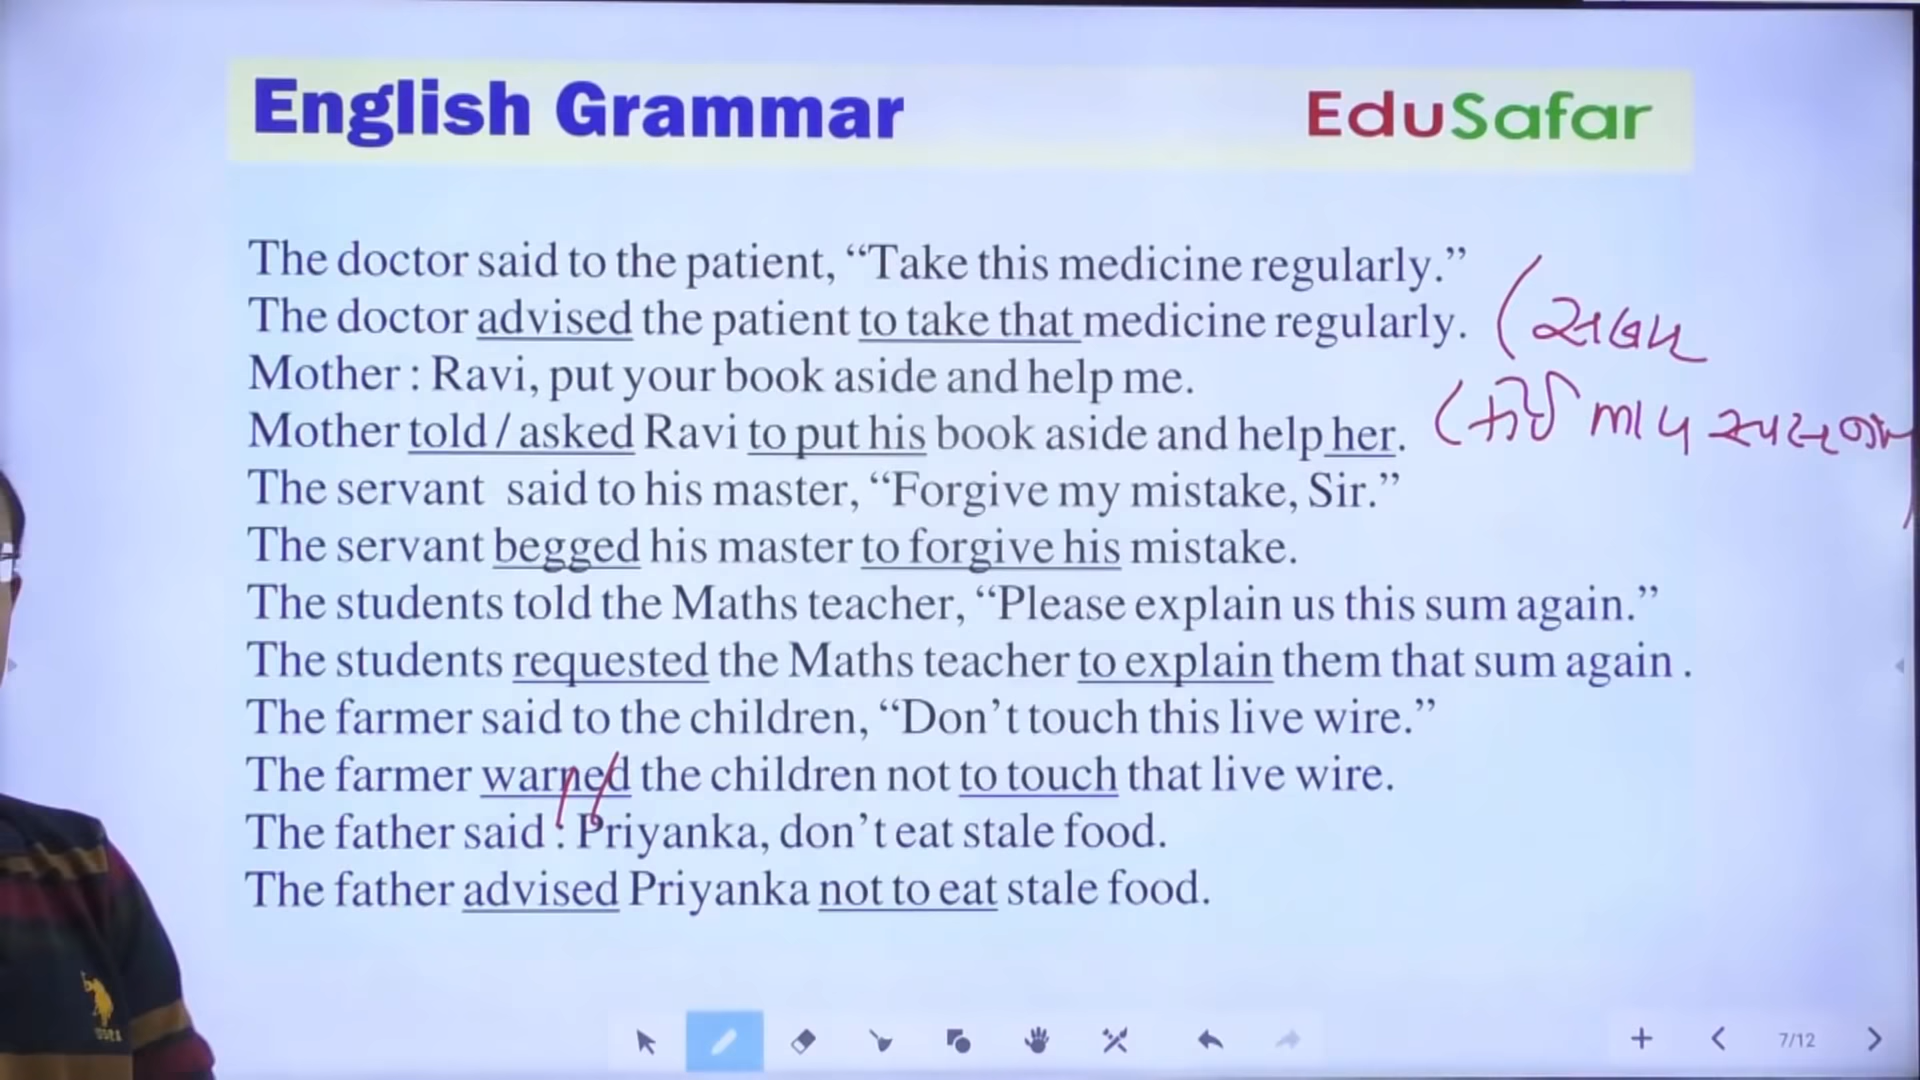 English Grammar
EduSafar
The doctor said to the patient, “Take this medicine regularly.”
The doctor advised the patient to take that medicine regularly.
Mother : Ravi, put your book aside and help me.
Mother told / asked Ravi to put his book aside and help her.
The servant said to his master, “Forgive my mistake, Sir.”
The servant begged his master to forgive his mistake.
The students told the Maths teacher, “Please explain us this sum again.”
The students requested the Maths teacher to explain them that sum again .
The farmer said to the children, “Don’t touch this live wire.”
The farmer warned the children not to touch that live wire.
The father said : Priyanka, don’t eat stale food.
The father advised Priyanka not to eat stale food.
7/12